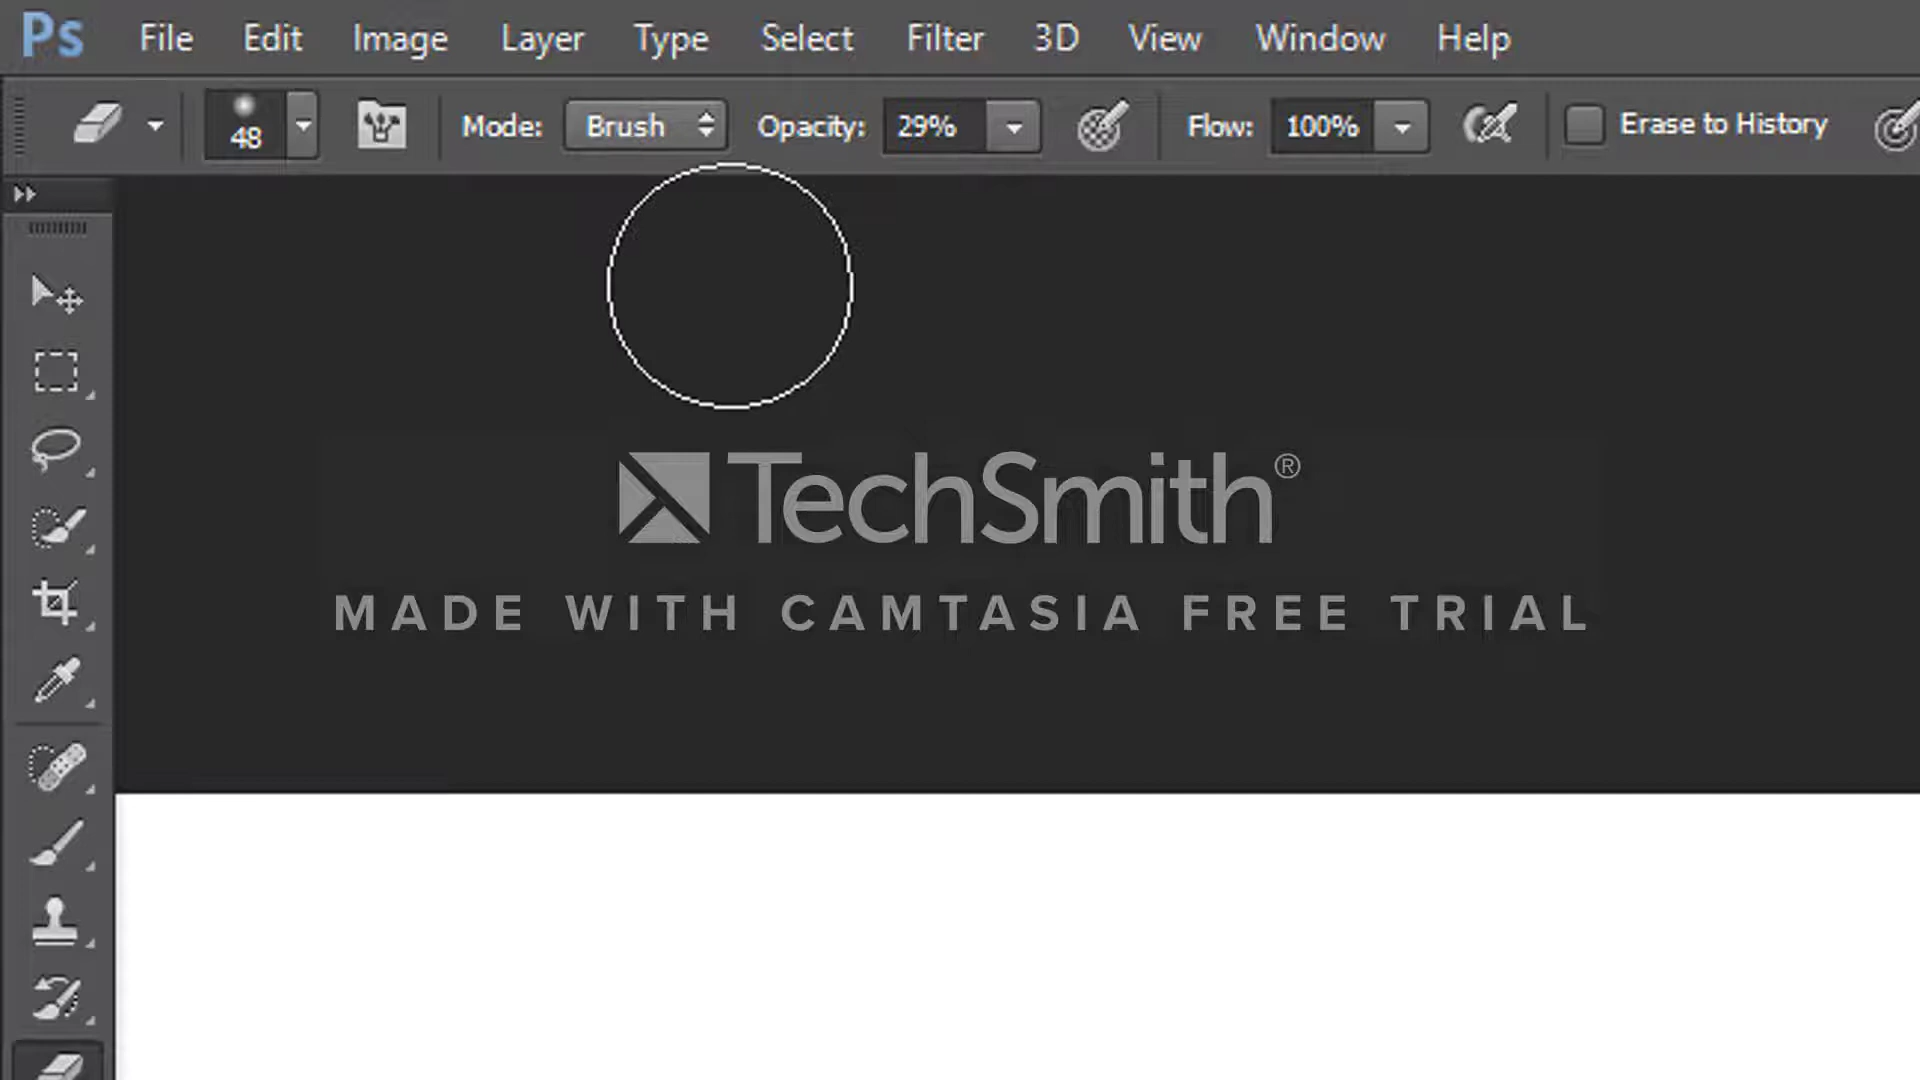 Ps File Edit Image Layer Type Select Filter 3D View Window Help
48 Mode: Brush Opacity: 29% Flow: 100% Erase to History
TechSmith®
MADE WITH CAMTASIA FREE TRIAL